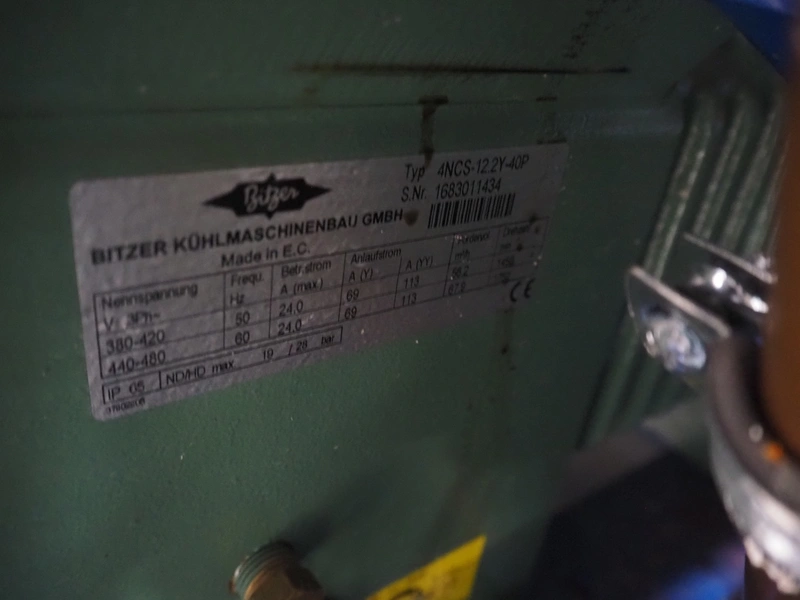 Bitzer
Typ 4NCS-12.2Y-40P
S.Nr. 1683011434
BITZER KÜHLMASCHINENBAU GMBH
Made in E.C.
Nennspannung Frequ. Betr.strom Anlaufstrom
V 3Ph~ Hz A (max) A (Y) A (YY)
380-420 50 24,0 69 113
440-480 60 24,0 69 113
CE
IP 65 ND/HD max. 19 / 28 bar